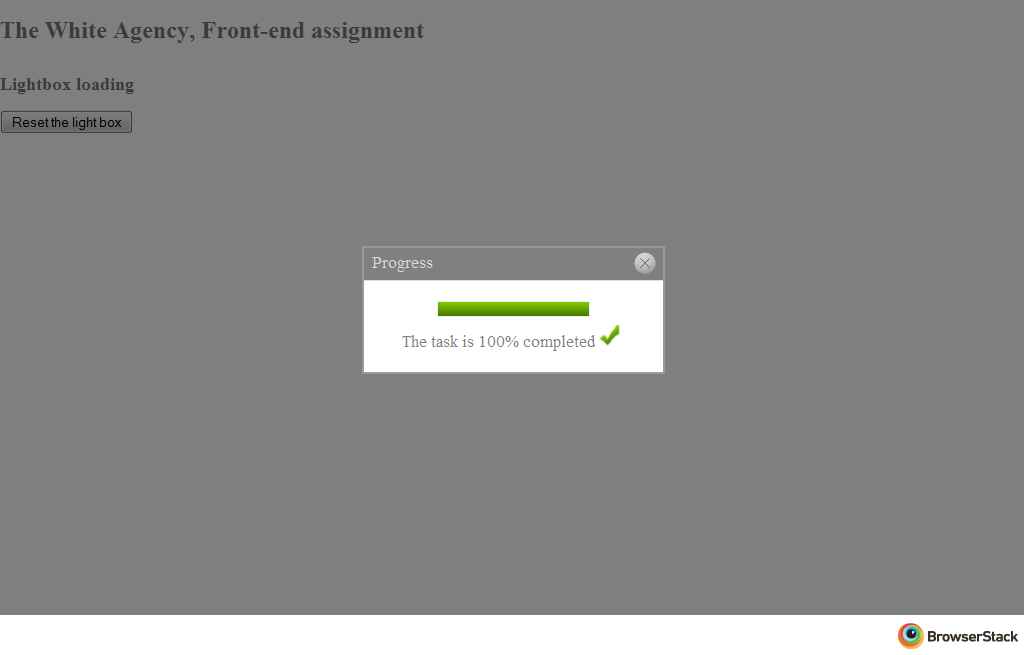 The White Agency, Front-end assignment
Lightbox loading
Reset the light box
Progress
The task is 100% completed
BrowserStack